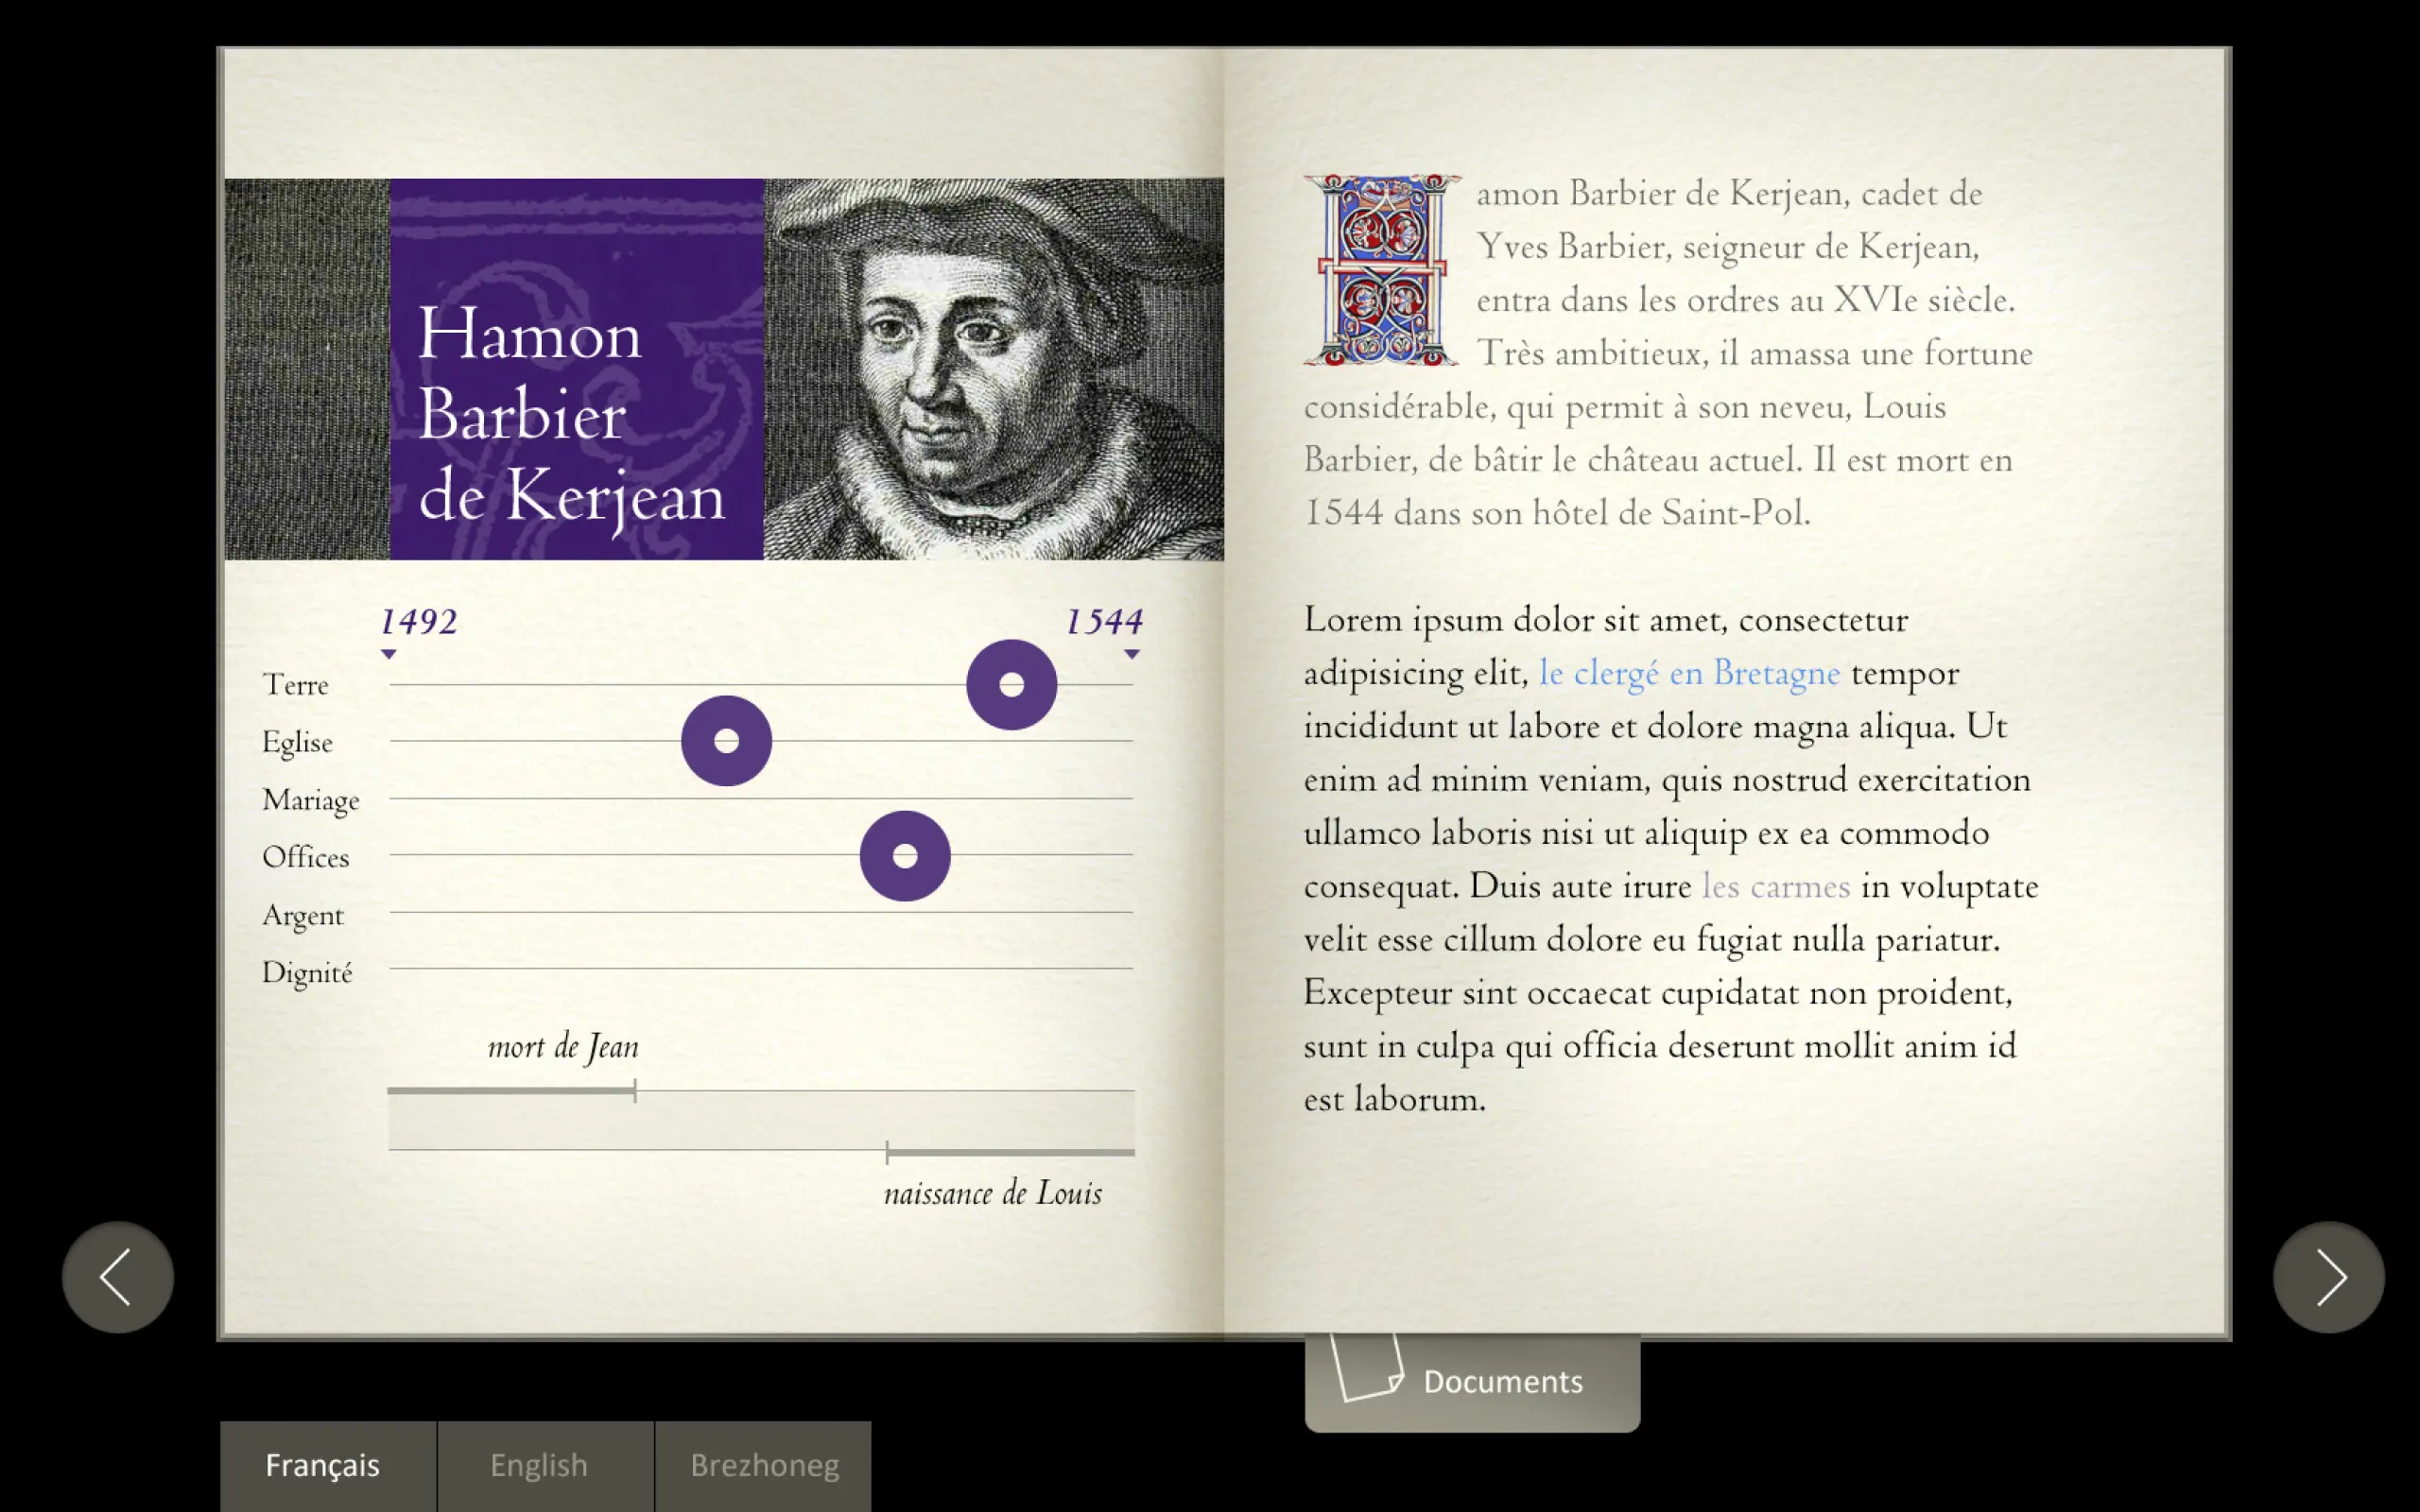 Hamon
Barbier
de Kerjean
1492
1544
Terre
Eglise
Mariage
Offices
Argent
Dignité
mort de Jean
naissance de Louis
Hamon Barbier de Kerjean, cadet de
Yves Barbier, seigneur de Kerjean,
entra dans les ordres au XVIe siècle.
Très ambitieux, il amassa une fortune
considérable, qui permit à son neveu, Louis
Barbier, de bâtir le château actuel. Il est mort en
1544 dans son hôtel de Saint-Pol.
Lorem ipsum dolor sit amet, consectetur
adipisicing elit, le clergé en Bretagne tempor
incididunt ut labore et dolore magna aliqua. Ut
enim ad minim veniam, quis nostrud exercitation
ullamco laboris nisi ut aliquip ex ea commodo
consequat. Duis aute irure les carmes in voluptate
velit esse cillum dolore eu fugiat nulla pariatur.
Excepteur sint occaecat cupidatat non proident,
sunt in culpa qui officia deserunt mollit anim id
est laborum.
Documents
Français
English
Brezhoneg